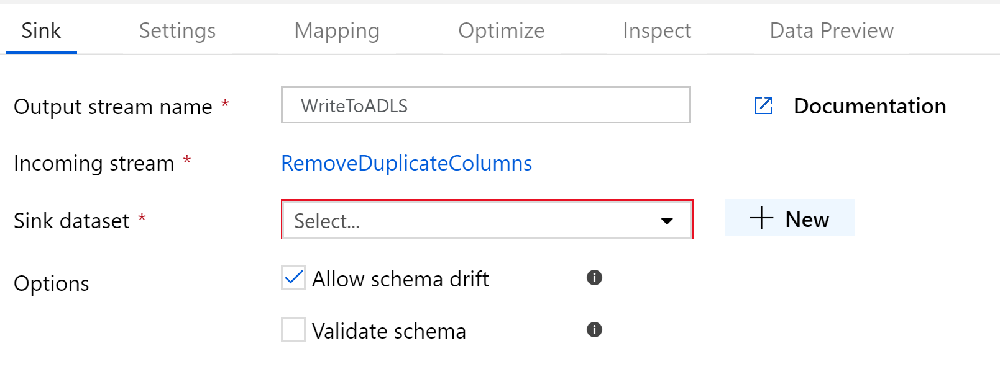 Sink Settings Mapping Optimize Inspect Data Preview
Output stream name * WriteToADLS Documentation
Incoming stream * RemoveDuplicateColumns
Sink dataset * Select... + New
Options Allow schema drift
Validate schema